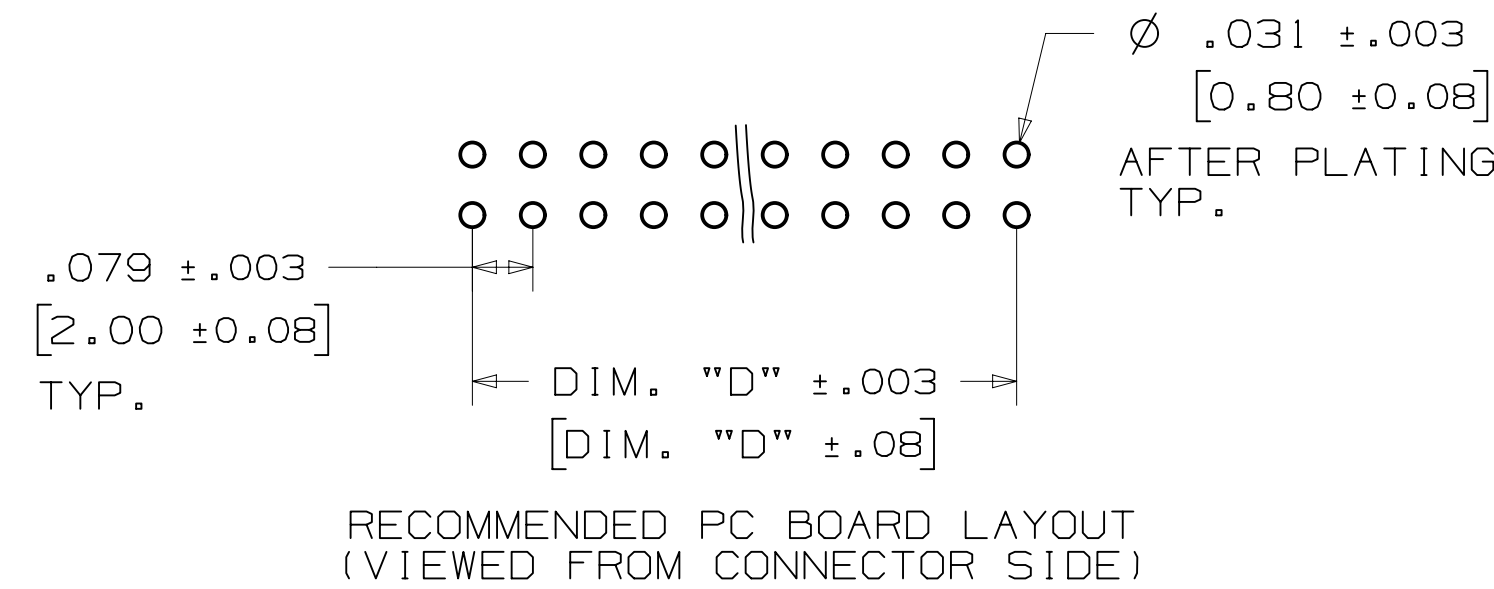 Ø .031 ±.003
[0.80 ±0.08]
AFTER PLATING
TYP.
.079 ±.003
[2.00 ±0.08]
TYP.
DIM. "D" ±.003
[DIM. "D" ±.08]
RECOMMENDED PC BOARD LAYOUT
(VIEWED FROM CONNECTOR SIDE)